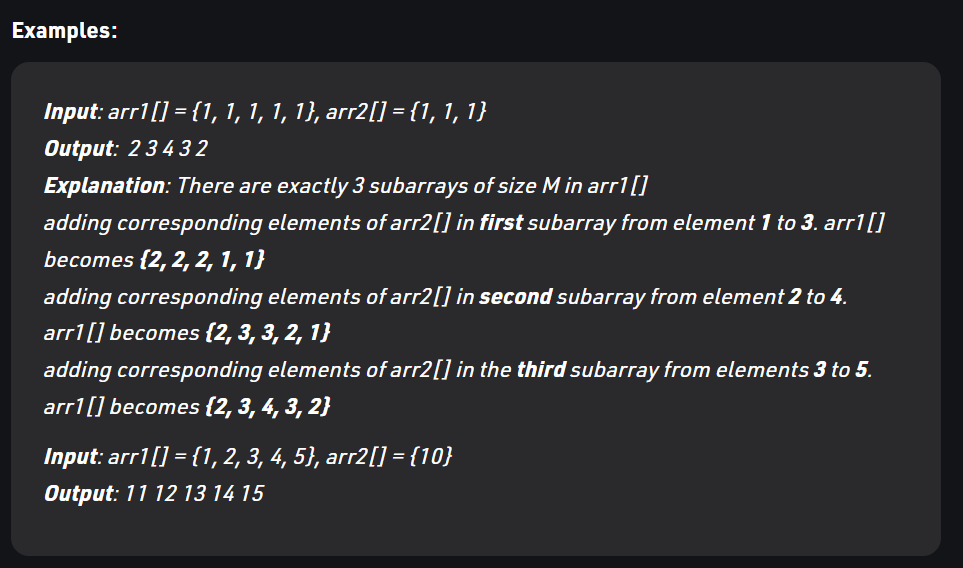 Examples:
Input: arr1[] = {1, 1, 1, 1, 1}, arr2[] = {1, 1, 1}
Output: 2 3 4 3 2
Explanation: There are exactly 3 subarrays of size M in arr1[]
adding corresponding elements of arr2[] in first subarray from element 1 to 3. arr1[]
becomes {2, 2, 2, 1, 1}
adding corresponding elements of arr2[] in second subarray from element 2 to 4.
arr1[] becomes {2, 3, 3, 2, 1}
adding corresponding elements of arr2[] in the third subarray from elements 3 to 5.
arr1[] becomes {2, 3, 4, 3, 2}
Input: arr1[] = {1, 2, 3, 4, 5}, arr2[] = {10}
Output: 11 12 13 14 15